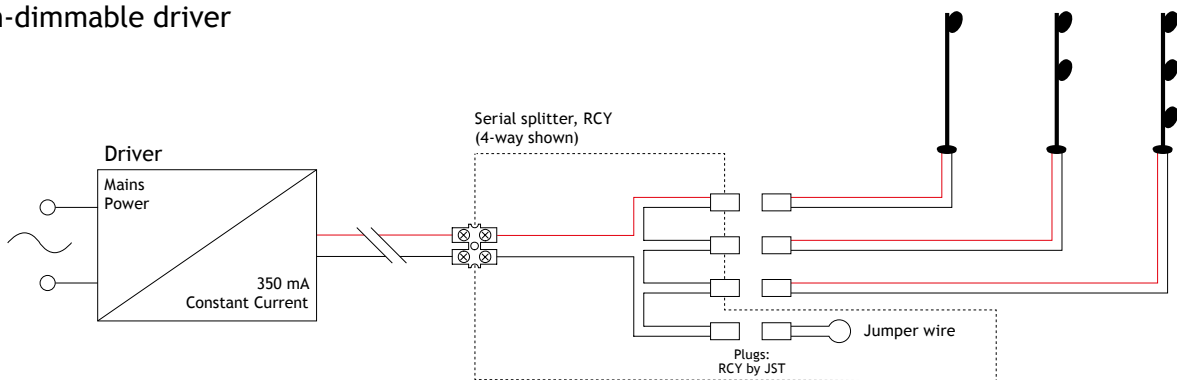 -dimmable driver
Serial splitter, RCY
(4-way shown)
Driver
Mains
Power
350 mA
Constant Current
Jumper wire
Plugs:
RCY by JST